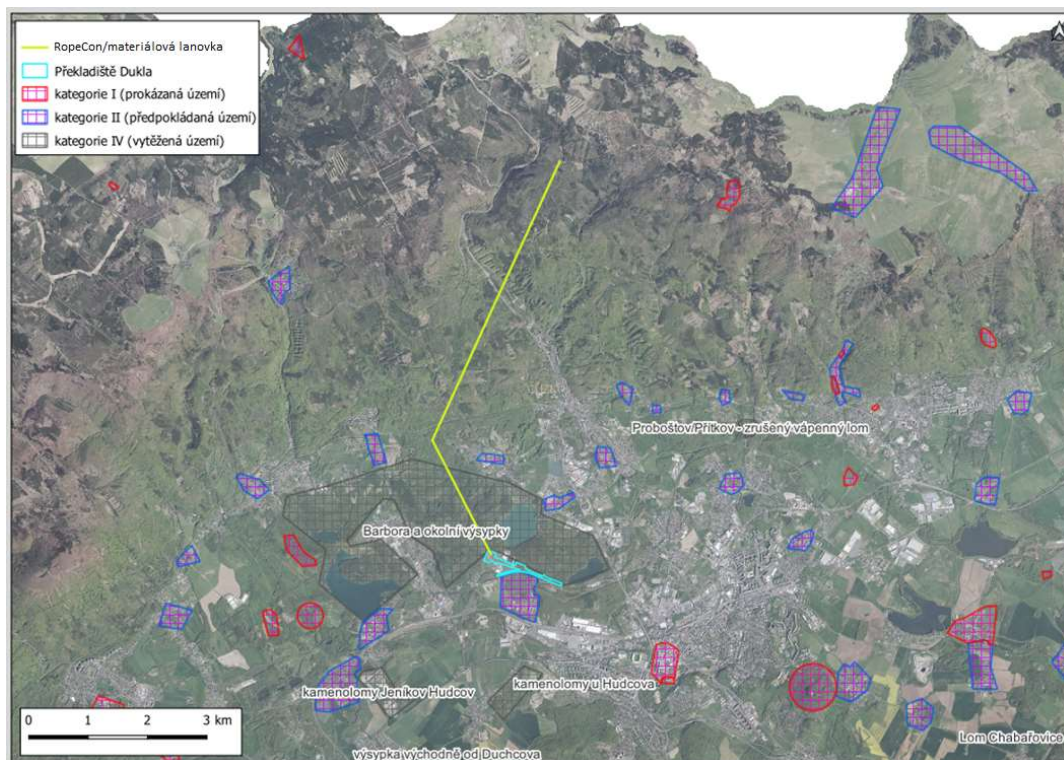 RopeCon/materiálová lanovka
Překladiště Dukla
kategorie I (prokázaná území)
kategorie II (předpokládaná území)
kategorie IV (vytěžená území)
Proboštov/Přítkov - zrušený vápenný lom
Barbora a okolní výsypky
kamenolomy Jeníkov Hudcov
kamenolomy u Hudcova
Lom Chabařovice
výsypka východně od Duchcova
0 1 2 3 km